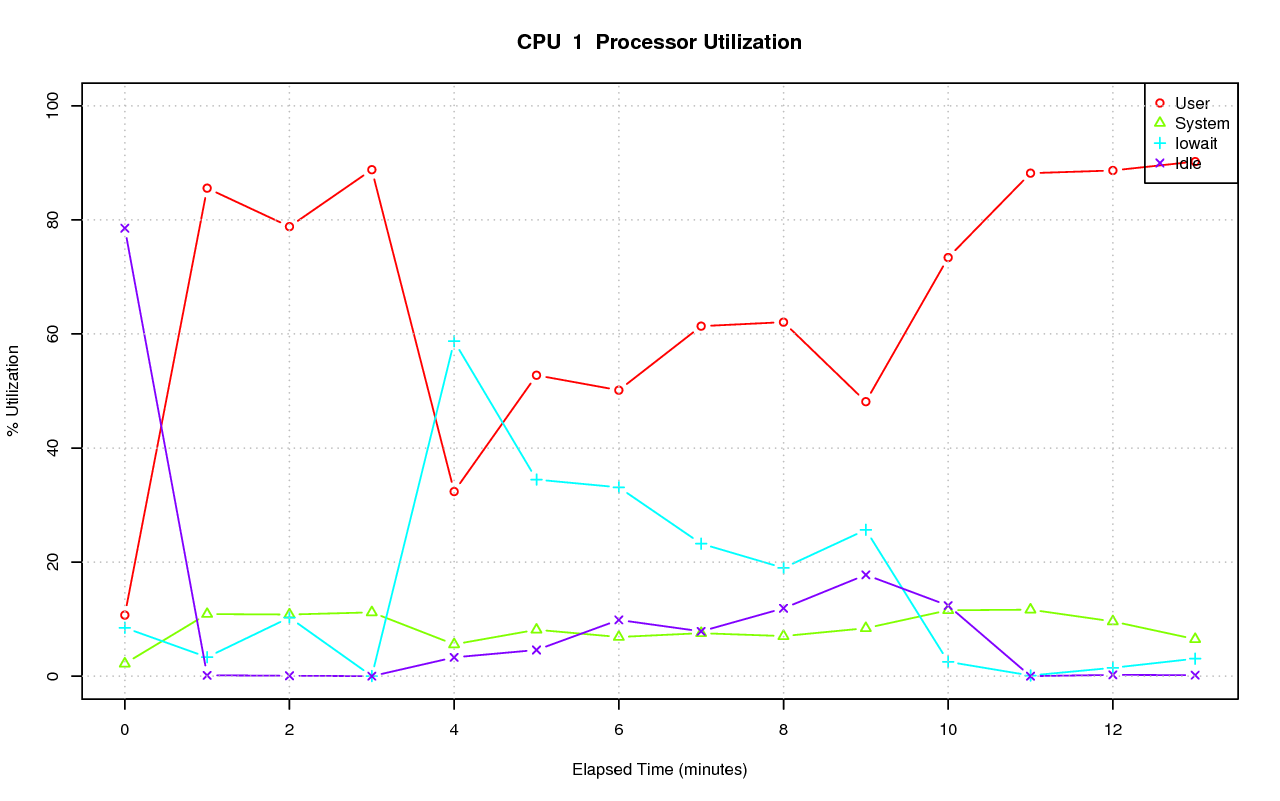 CPU  1  Processor Utilization
% Utilization
100
80
60
40
20
0
User
System
Iowait
Idle
0 2 4 6 8 10 12
Elapsed Time (minutes)